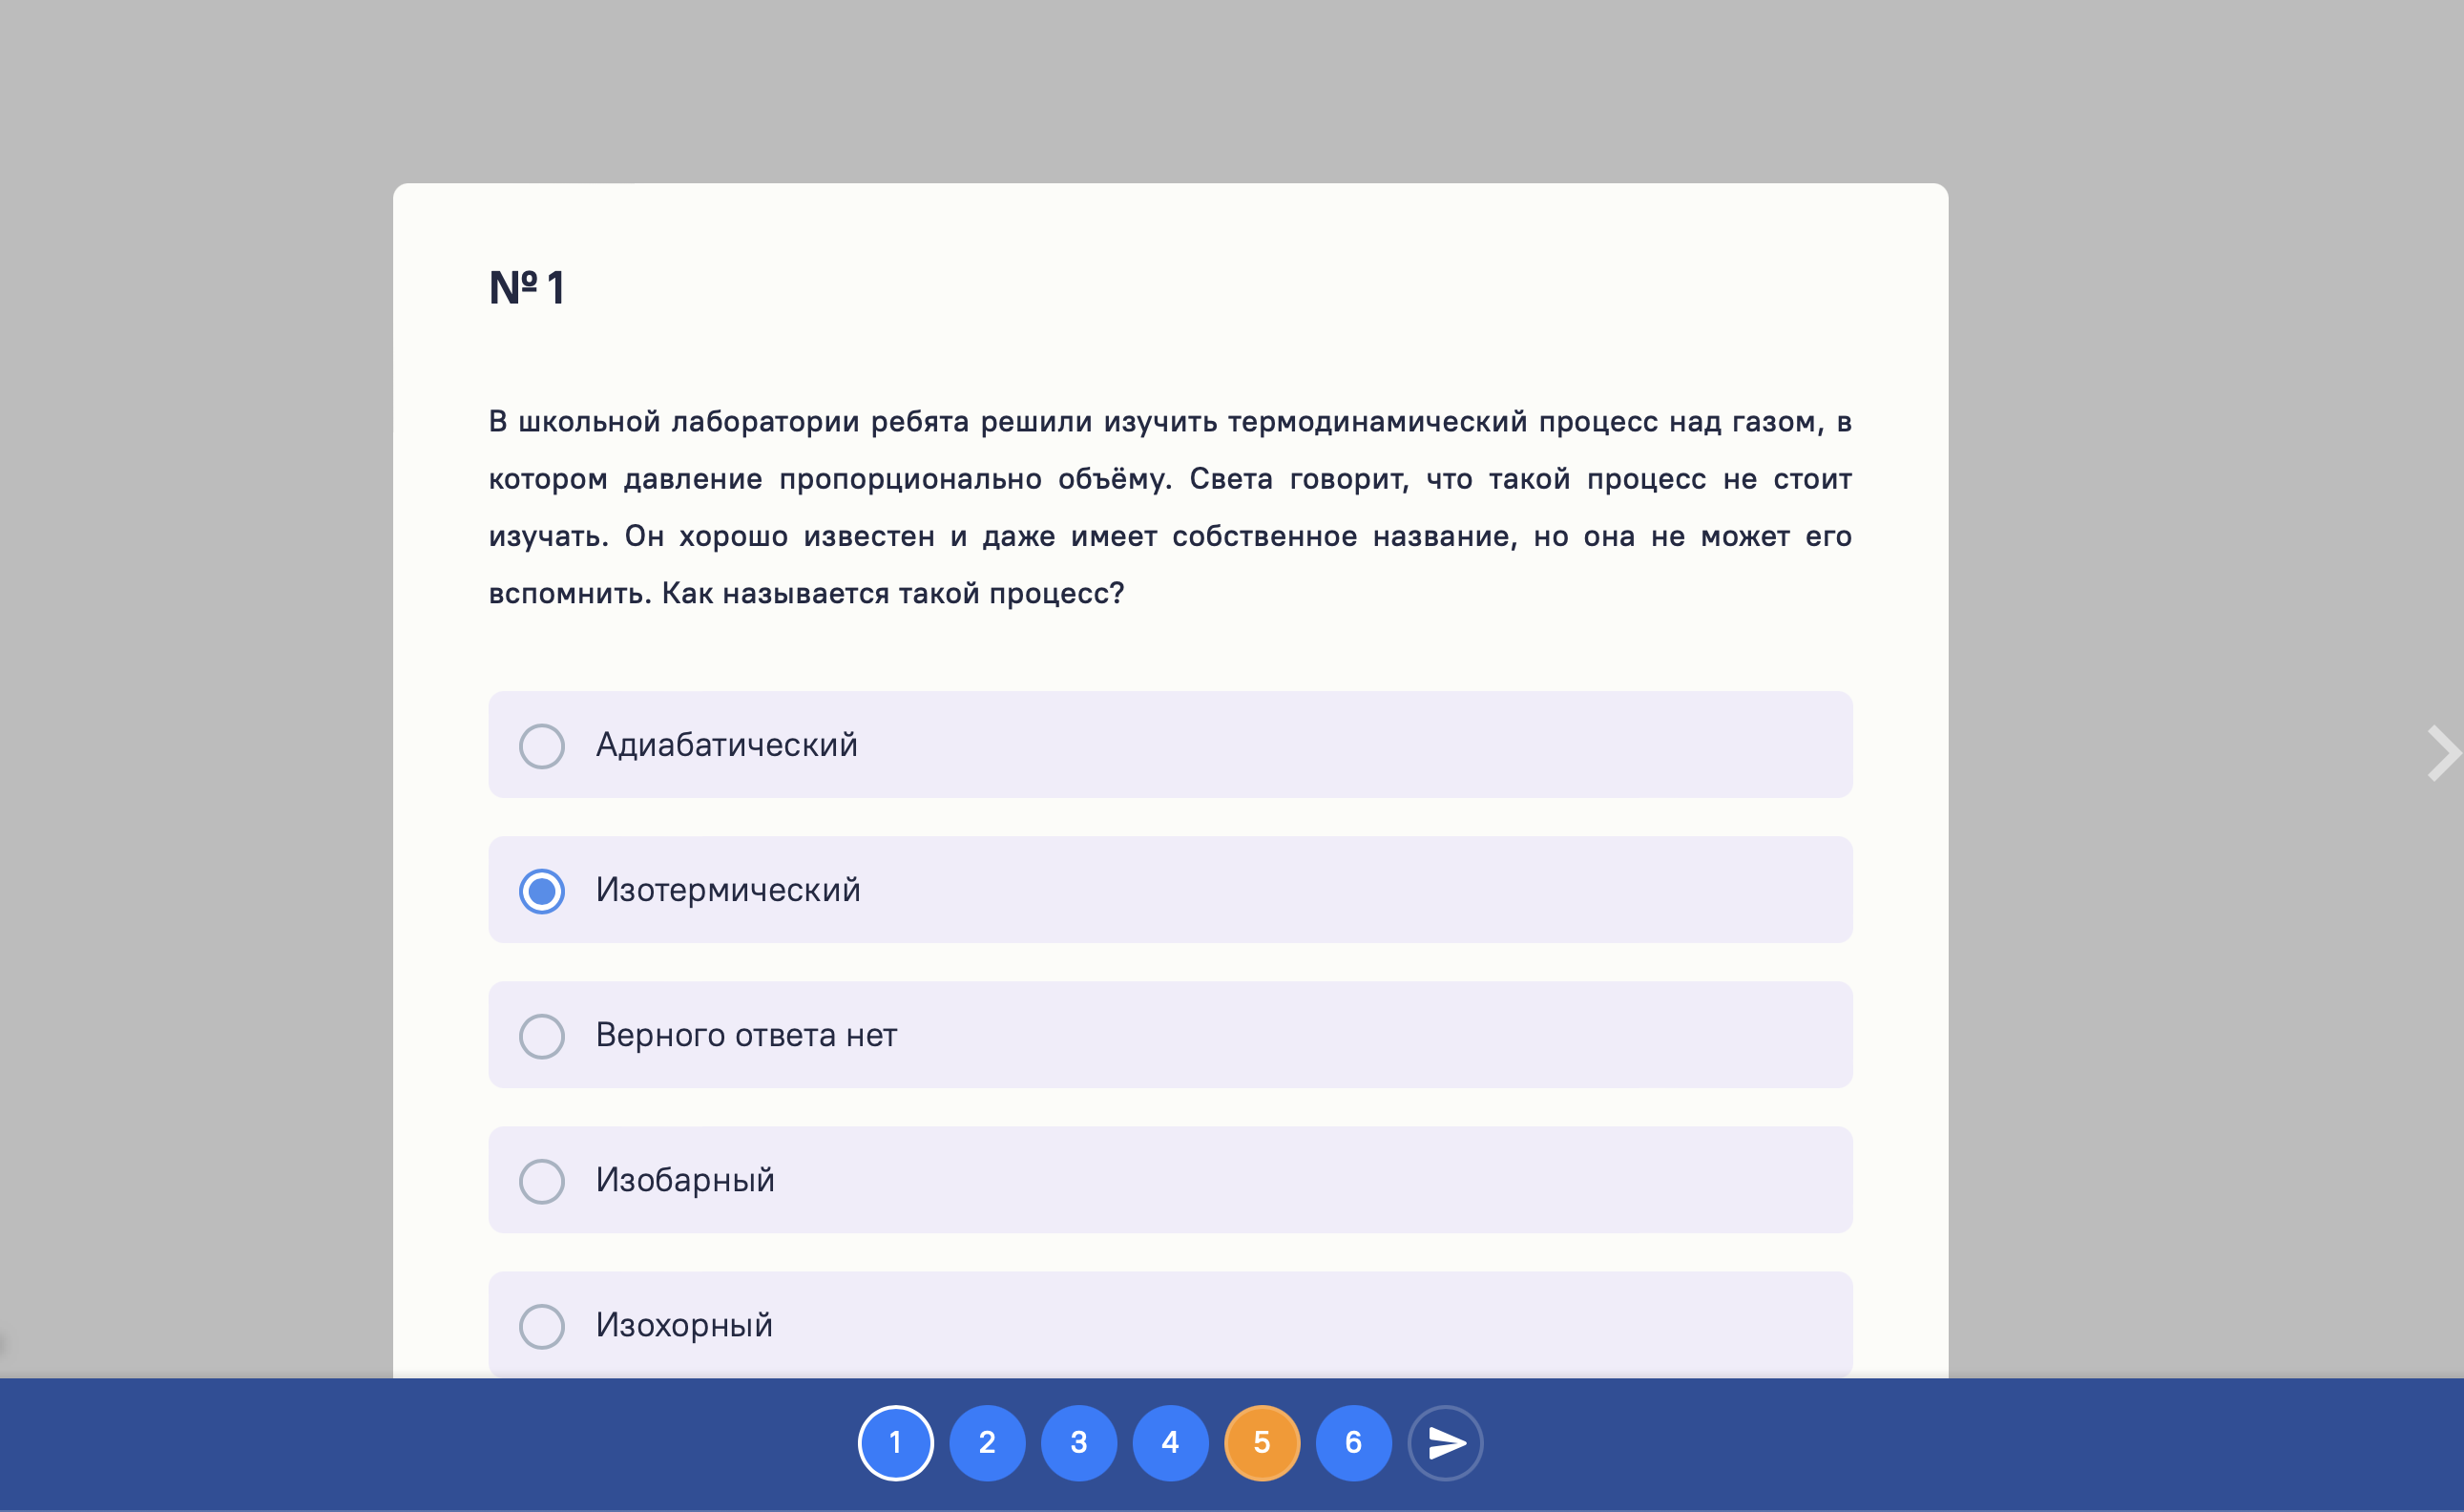 № 1
В школьной лаборатории ребята решили изучить термодинамический процесс над газом, в
котором давление пропорционально объёму. Света говорит, что такой процесс не стоит
изучать. Он хорошо известен и даже имеет собственное название, но она не может его
вспомнить. Как называется такой процесс?
Адиабатический
Изотермический
Верного ответа нет
Изобарный
Изохорный
1 2 3 4 5 6